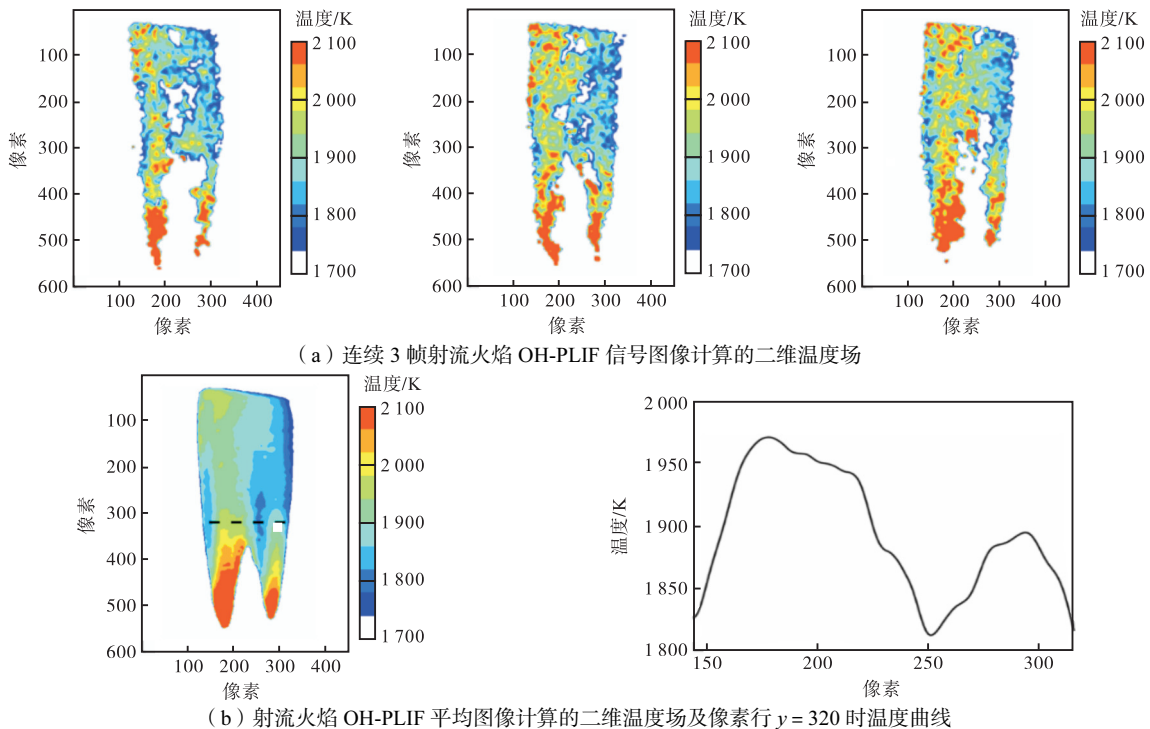 温度/K 温度/K 温度/K
2 100 2 100 2 100
100 100 100
2 000 2 000 2 000
200 200 200
像素 像素 像素
300 1 900 300 1 900 300 1 900
400 400 400
1 800 1 800 1 800
500 500 500
1 700 1 700 1 700
600 600 600
100 200 300 400 100 200 300 400 100 200 300 400
像素 像素 像素
(a)连续 3 帧射流火焰 OH-PLIF 信号图像计算的二维温度场
温度/K
2 100 2 000
100
2 000 1 950
200
像素 300 1 900 温度/K 1 900
400
1 800 1 850
500
1 700
600 1 800
100 200 300 400 150 200 250 300
像素 像素
(b)射流火焰 OH-PLIF 平均图像计算的二维温度场及像素行 y = 320 时温度曲线